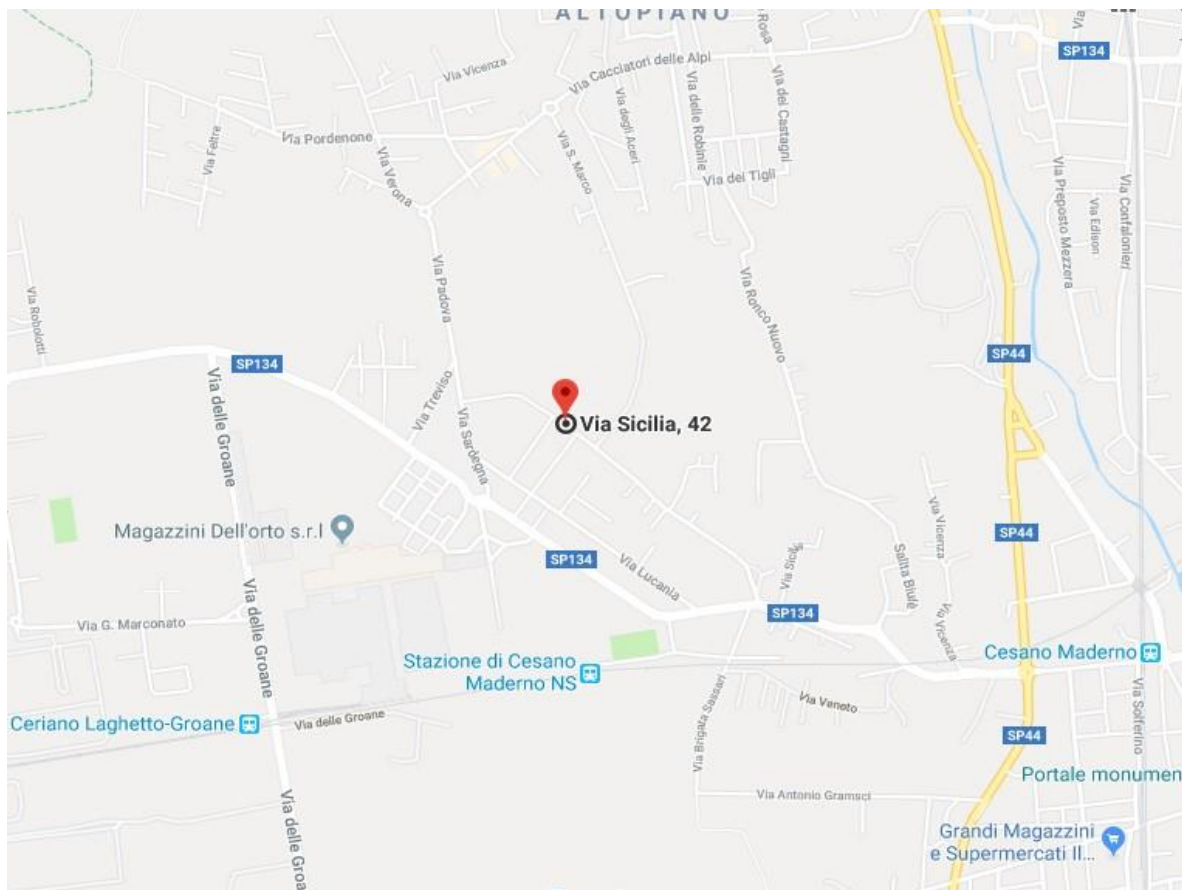 ALTOPIANO
Via Rosa
SP134
Via Vicenza
Via Cacciatori delle Alpi
Via degli Aceri
Via delle Robinie
Via dei Castagni
Via Pordenone
Via Feltre
Via Verona
Via S. Marco
Via dei Tigli
Via Preposto Mezzera
Via Edison
Via Confalonieri
Via Robolotti
Via Padova
Via Ronco Nuovo
SP134
SP44
Via delle Groane
Via Treviso
Via Sardegna
Via Sicilia, 42
Magazzini Dell'orto s.r.l
SP134
SP44
Via Vicenza
Via Lucania
Via Sicilia
Salita Biulè
SP134
Via G. Marconato
Via delle Groane
Via Vicenza
Stazione di Cesano
Maderno NS
Cesano Maderno
Via Veneto
Via Brigata Sassari
Via Solferino
Ceriano Laghetto-Groane
Via delle Groane
SP44
Portale monumen
Via Antonio Gramsci
Via delle Groa
Grandi Magazzini
e Supermercati Il...